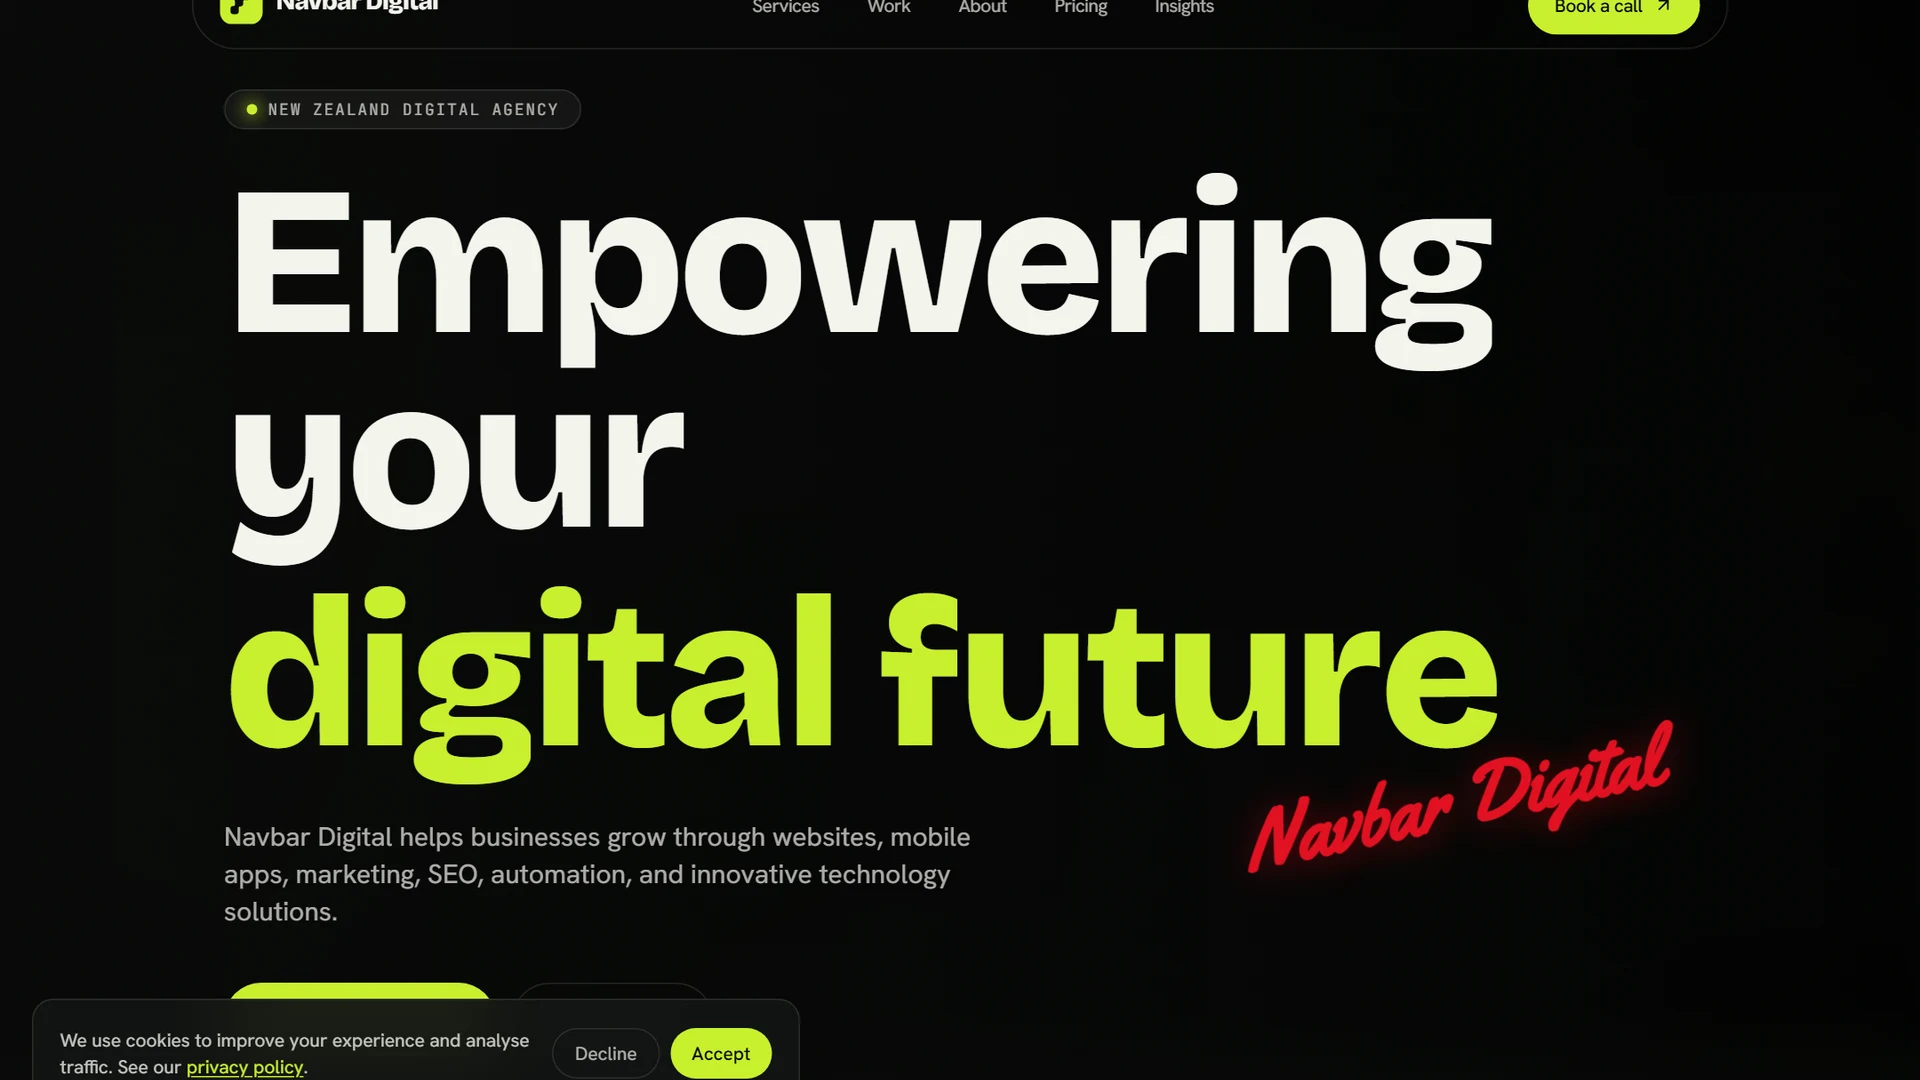 Navbar Digital
Services
Work
About
Pricing
Insights
Book a call
NEW ZEALAND DIGITAL AGENCY
Empowering
your
digital future
Navbar Digital
Navbar Digital helps businesses grow through websites, mobile
apps, marketing, SEO, automation, and innovative technology
solutions.
We use cookies to improve your experience and analyse
traffic. See our privacy policy.
Decline
Accept